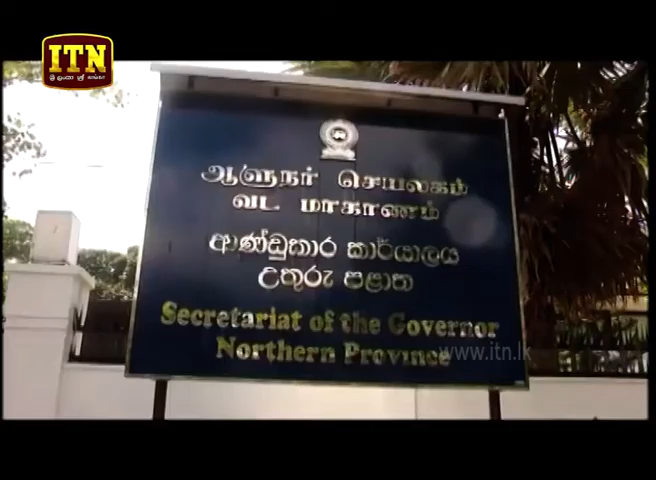 ITN
ශ්‍රී ලංකා ஸ்ரீ லங்கா
ஆளுநர் செயலகம்
வட மாகாணம்
ආණ්ඩුකාර කාර්යාලය
උතුරු පළාත
Secretariat of the Governor
Northern Province
www.itn.lk